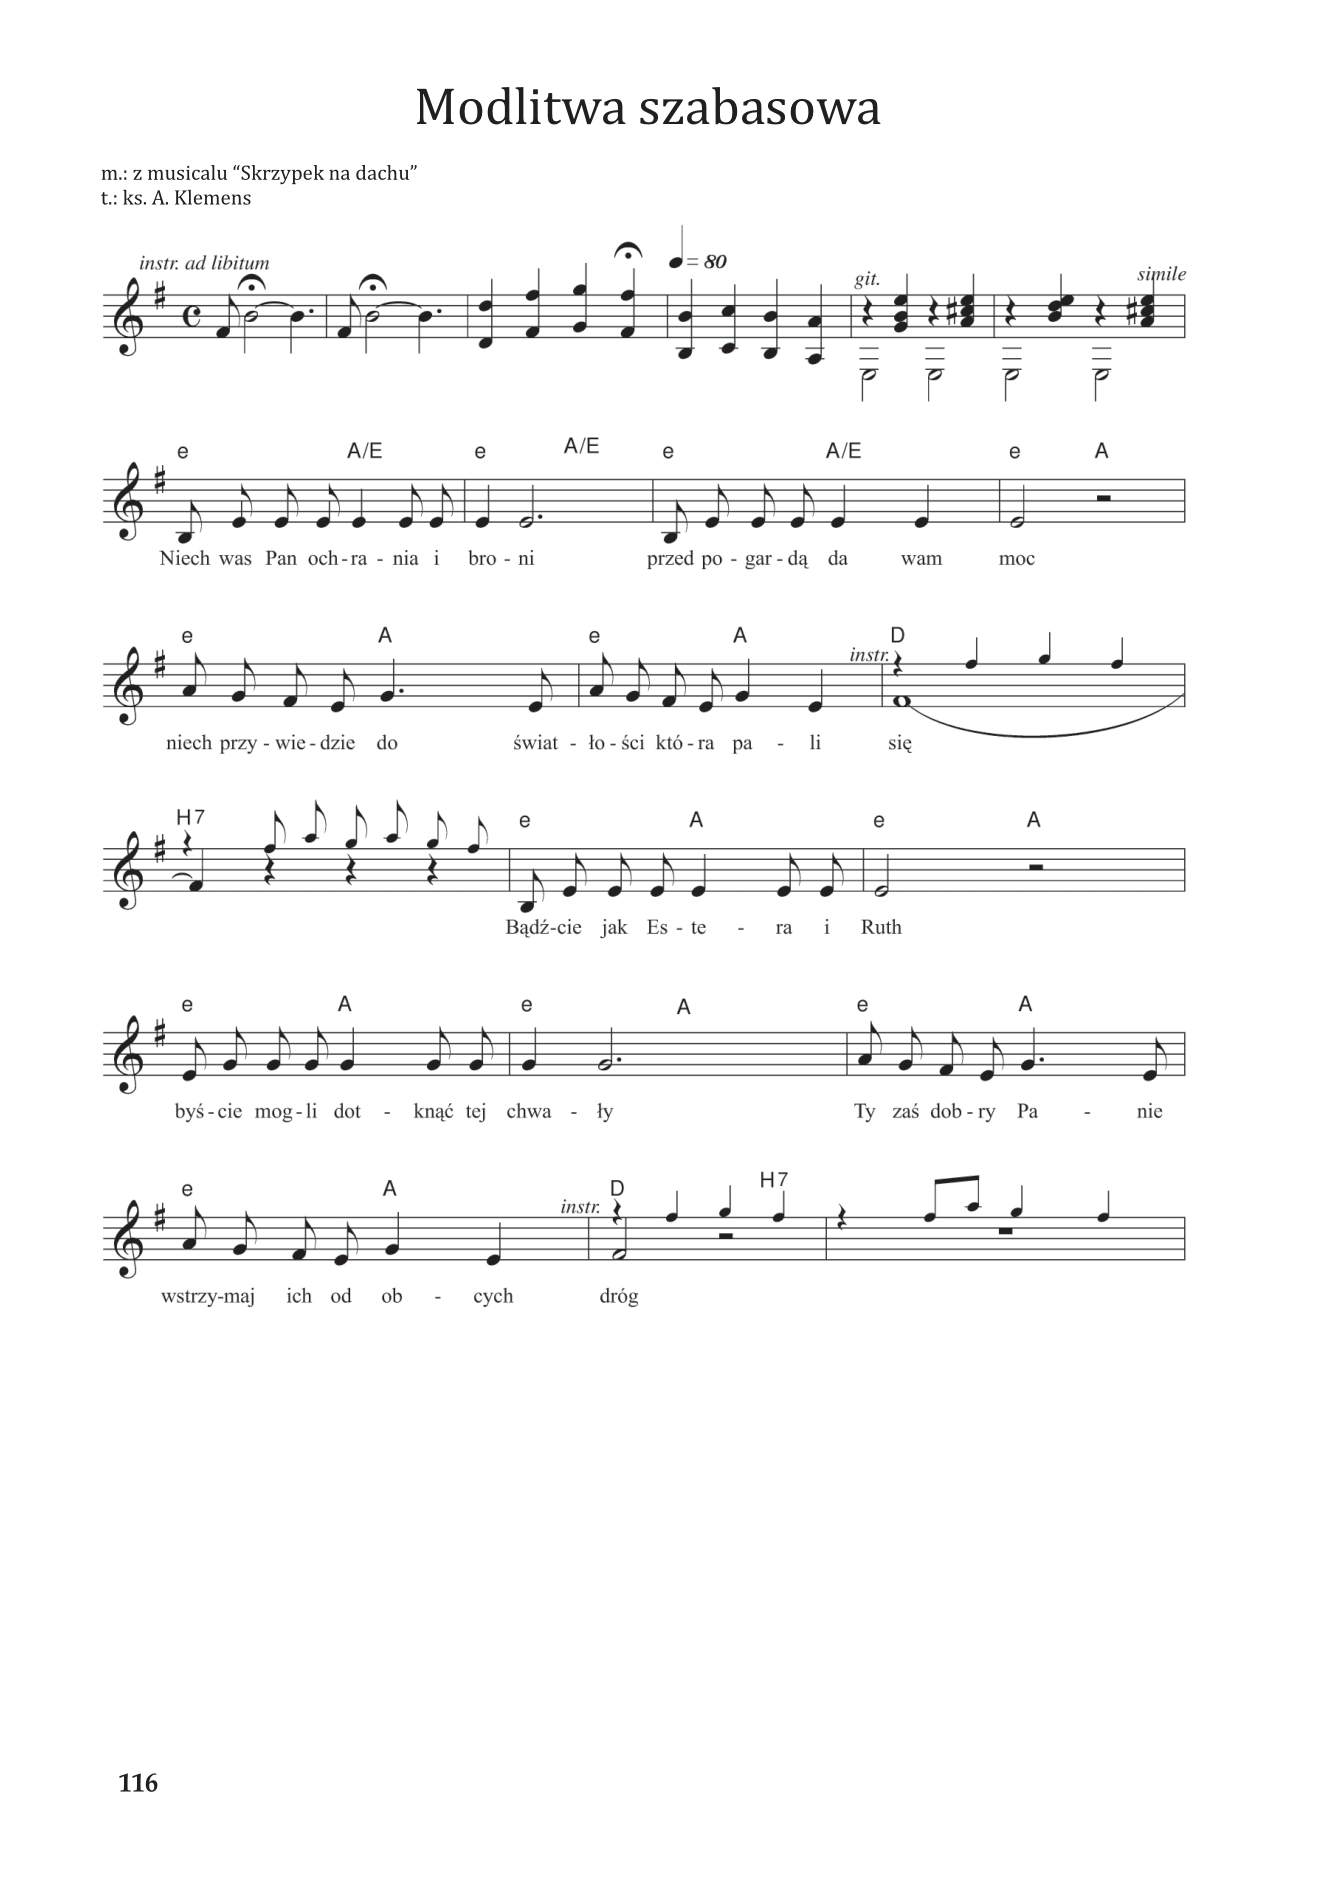 Modlitwa szabasowa
m.: z musicalu “Skrzypek na dachu”
t.: ks. A. Klemens
instr. ad libitum = 80 git. simile
e A/E e A/E e A/E e A
Niech was Pan och-ra - nia i bro - ni przed po - gar - dą da wam moc
e A e A instr. D
niech przy - wie - dzie do świat - ło - ści któ - ra pa - li się
H7 e A e A
Bądź-cie jak Es - te - ra i Ruth
e A e A e A
byś - cie mog - li dot - knąć tej chwa - ły Ty zaś dob - ry Pa - nie
e A instr. D H7
wstrzy-maj ich od ob - cych dróg
116